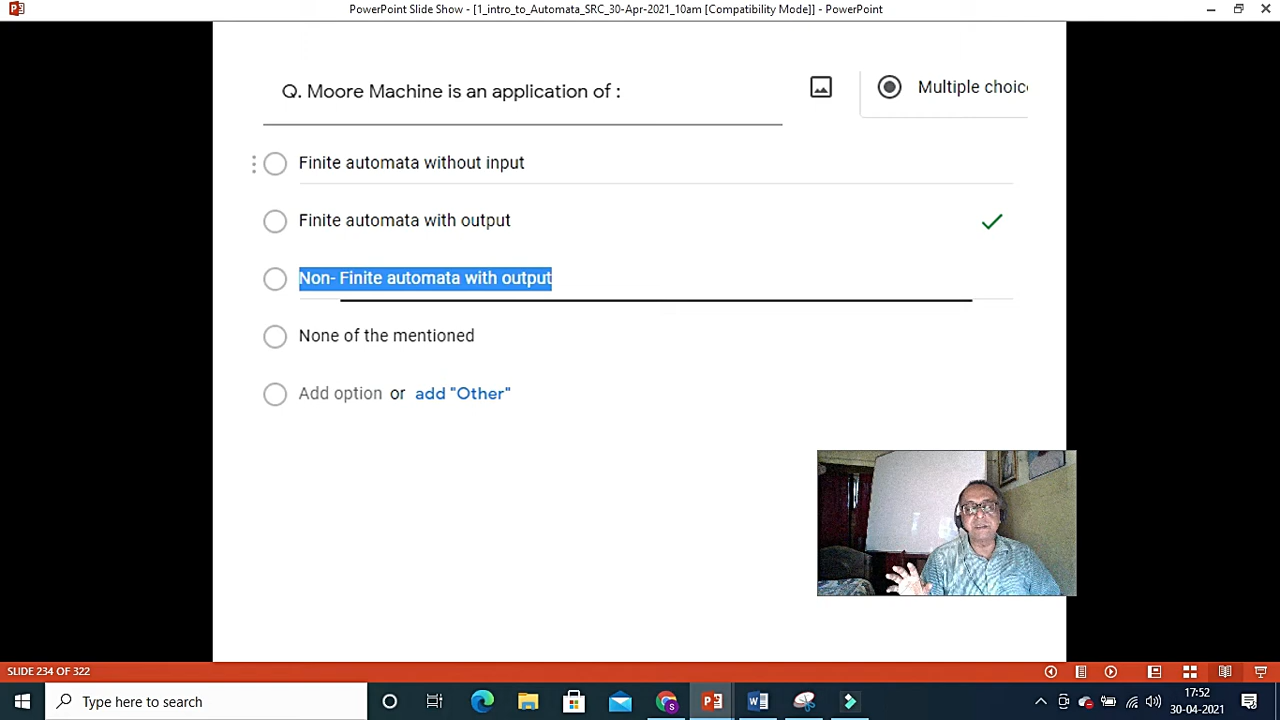 PowerPoint Slide Show - [1_intro_to_Automata_SRC_30-Apr-2021_10am [Compatibility Mode]] - PowerPoint
Q. Moore Machine is an application of :
Multiple choic
Finite automata without input
Finite automata with output
Non- Finite automata with output
None of the mentioned
Add option or add "Other"
SLIDE 234 OF 322
Type here to search
17:52
30-04-2021